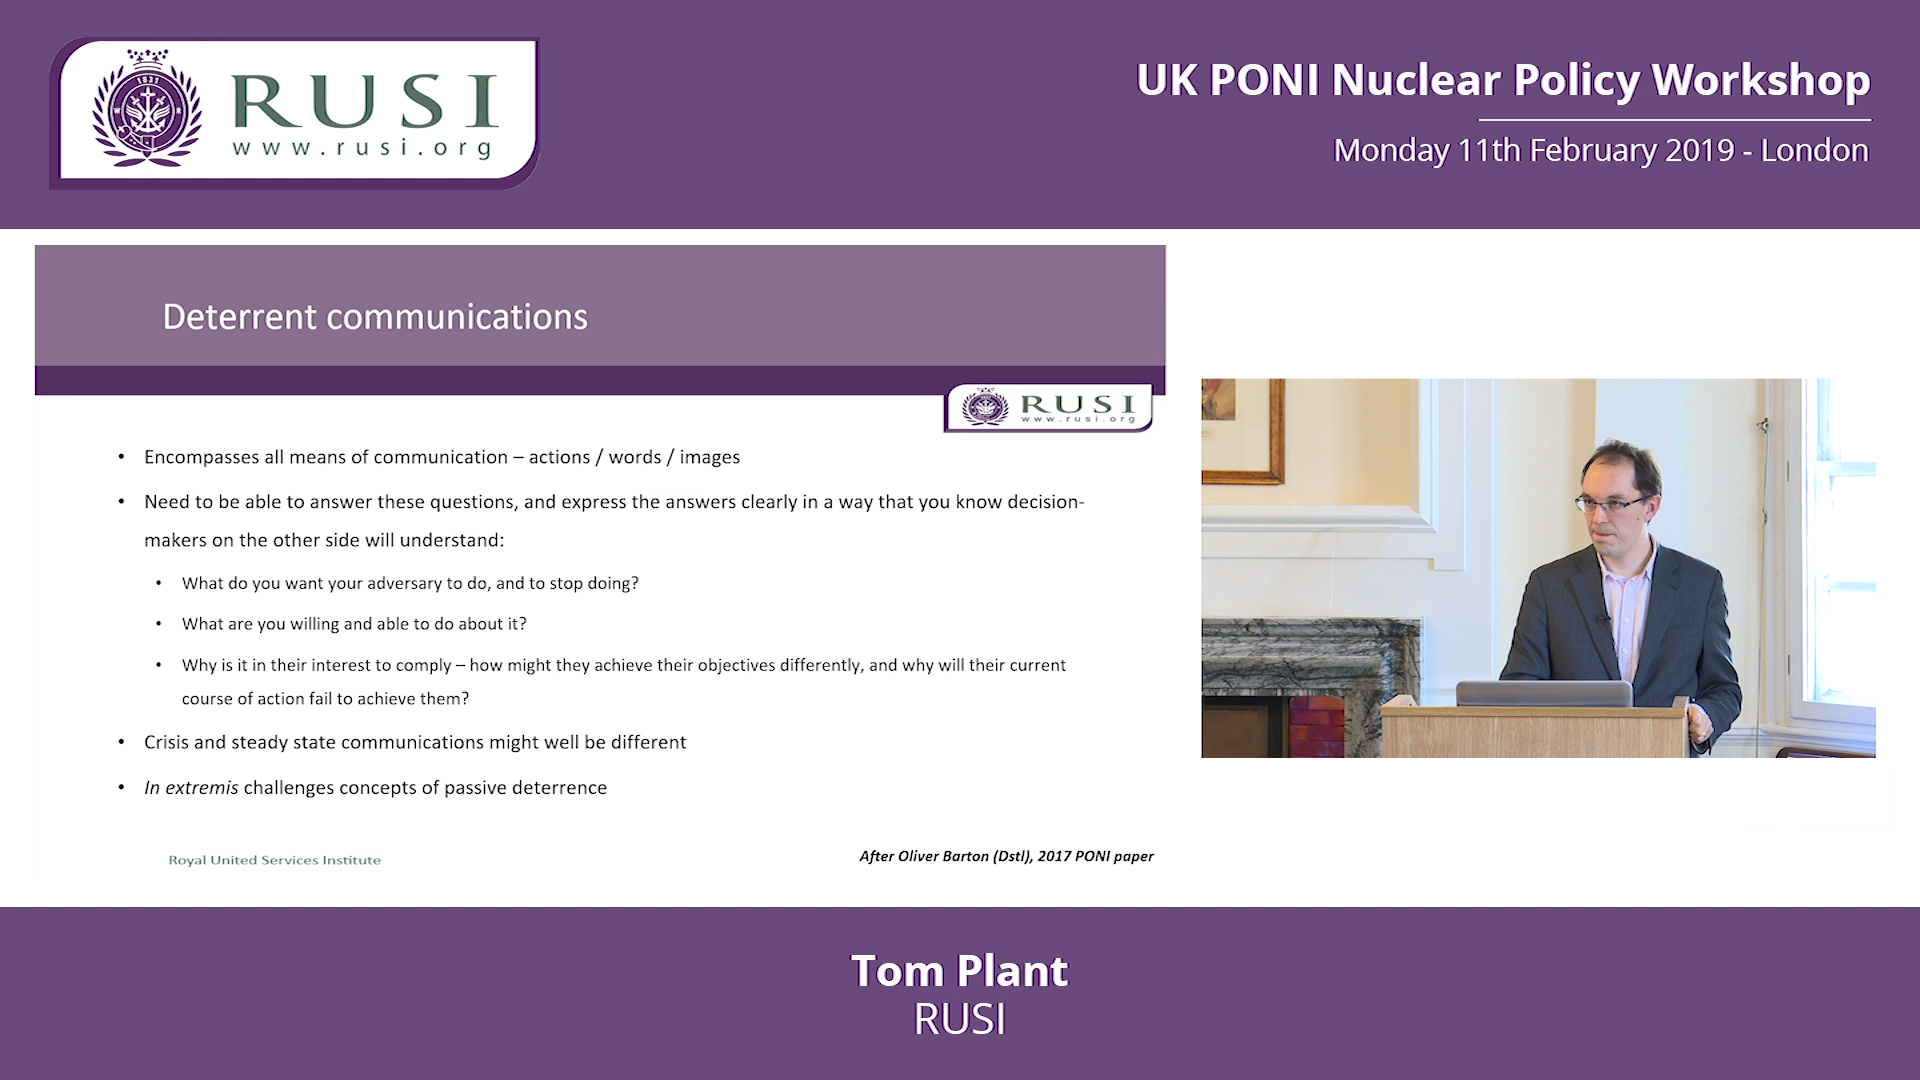 1831
RUSI
www.rusi.org
UK PONI Nuclear Policy Workshop
Monday 11th February 2019 - London
Deterrent communications
RUSI
www.rusi.org
• Encompasses all means of communication – actions / words / images
• Need to be able to answer these questions, and express the answers clearly in a way that you know decision-
makers on the other side will understand:
• What do you want your adversary to do, and to stop doing?
• What are you willing and able to do about it?
• Why is it in their interest to comply – how might they achieve their objectives differently, and why will their current
course of action fail to achieve them?
• Crisis and steady state communications might well be different
• In extremis challenges concepts of passive deterrence
Royal United Services Institute
After Oliver Barton (Dstl), 2017 PONI paper
Tom Plant
RUSI